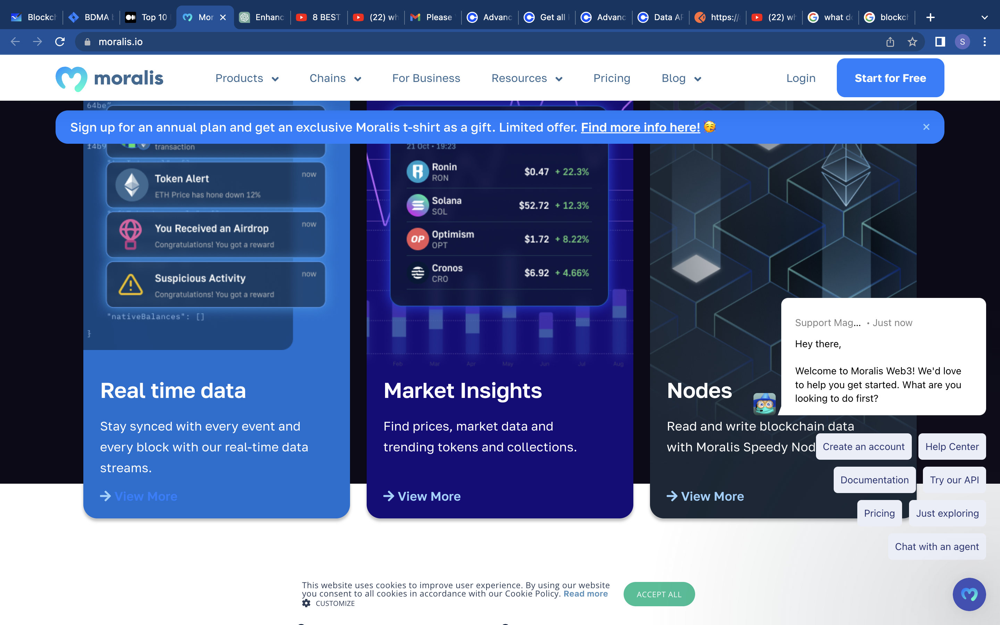 Blockch
BDMA b
Top 10
Mor
Enhanc
8 BEST
(22) wh
Please
Advanc
Get all
Advanc
Data AP
https://
(22) wh
what do
blockch
moralis.io
S
moralis
Products
Chains
For Business
Resources
Pricing
Blog
Login
Start for Free
64be”
Sign up for an annual plan and get an exclusive Moralis t-shirt as a gift. Limited offer. Find more info here! 🥳
f4b9
transaction
Token Alert
now
ETH Price has hone down 12%
You Received an Airdrop
now
Congratulations! You got a reward
Suspicious Activity
now
Congratulations! You got a reward
"nativeBalances": []
}
21 Oct • 19:23
Ronin
RON
$0.47 + 22.3%
Solana
SOL
$52.72 + 12.3%
OP
Optimism
OPT
$1.72 + 8.22%
Cronos
CRO
$6.92 + 4.66%
Feb Mar Apr May Jun Jul Aug
Real time data
Stay synced with every event and
every block with our real-time data
streams.
View More
Market Insights
Find prices, market data and
trending tokens and collections.
View More
Nodes
Read and write blockchain data
with Moralis Speedy Nod
View More
Support Mag... • Just now
Hey there,
Welcome to Moralis Web3! We'd love
to help you get started. What are you
looking to do first?
Create an account
Help Center
Documentation
Try our API
Pricing
Just exploring
Chat with an agent
This website uses cookies to improve user experience. By using our website
you consent to all cookies in accordance with our Cookie Policy. Read more
CUSTOMIZE
ACCEPT ALL